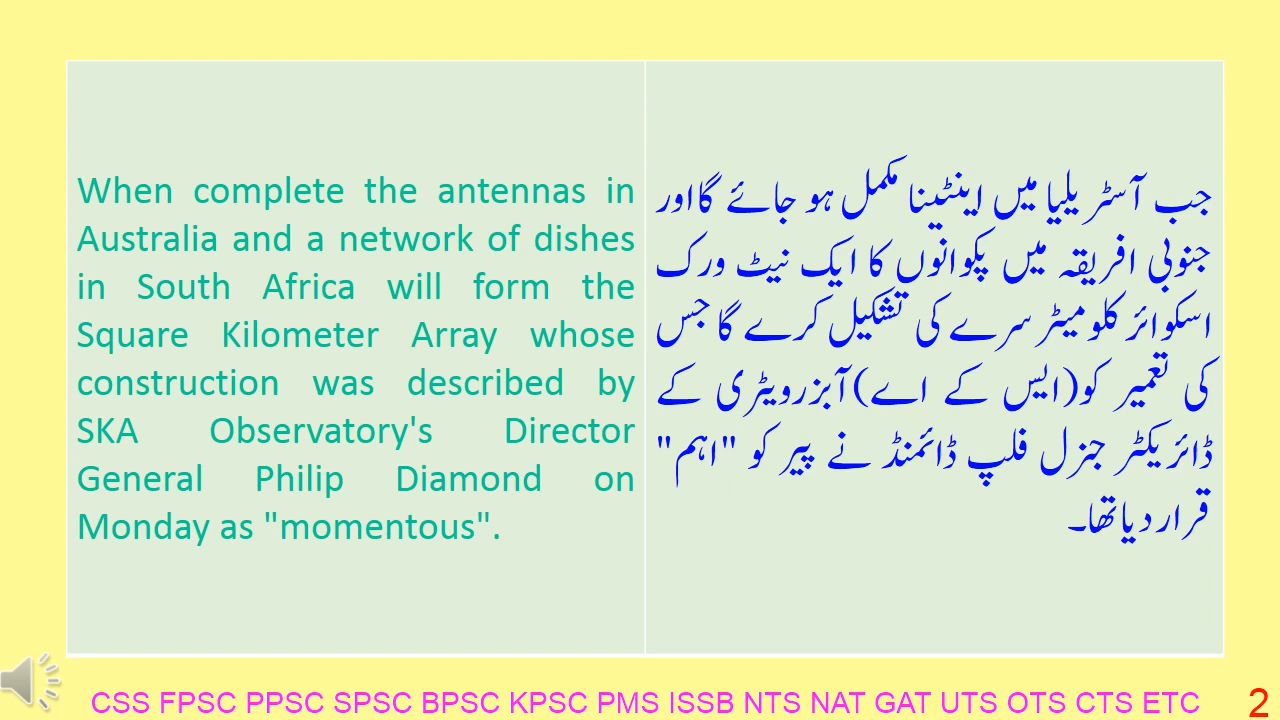 When complete the antennas in
Australia and a network of dishes
in South Africa will form the
Square Kilometer Array whose
construction was described by
SKA Observatory's Director
General Philip Diamond on
Monday as "momentous".
جب آسٹریلیا میں اینٹینا مکمل ہو جائے گا اور
جنوبی افریقہ میں پکوانوں کا ایک نیٹ ورک
اسکوائر کلومیٹر سرے کی تشکیل کرے گا جس
کی تعمیر کو (ایس کے اے) آبزرویٹری کے
ڈائریکٹر جنرل فلپ ڈائمنڈ نے پیر کو "اہم"
قرار دیا تھا۔
CSS FPSC PPSC SPSC BPSC KPSC PMS ISSB NTS NAT GAT UTS OTS CTS ETC
2